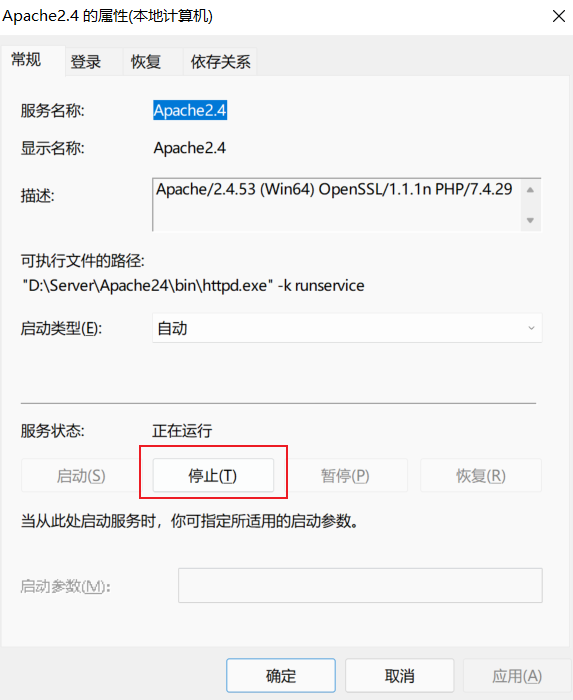 Apache2.4 的属性(本地计算机)
常规 登录 恢复 依存关系
服务名称: Apache2.4
显示名称: Apache2.4
描述: Apache/2.4.53 (Win64) OpenSSL/1.1.1n PHP/7.4.29
可执行文件的路径:
"D:\Server\Apache24\bin\httpd.exe" -k runservice
启动类型(E): 自动
服务状态: 正在运行
启动(S) 停止(T) 暂停(P) 恢复(R)
当从此处启动服务时，你可指定所适用的启动参数。
启动参数(M):
确定 取消 应用(A)